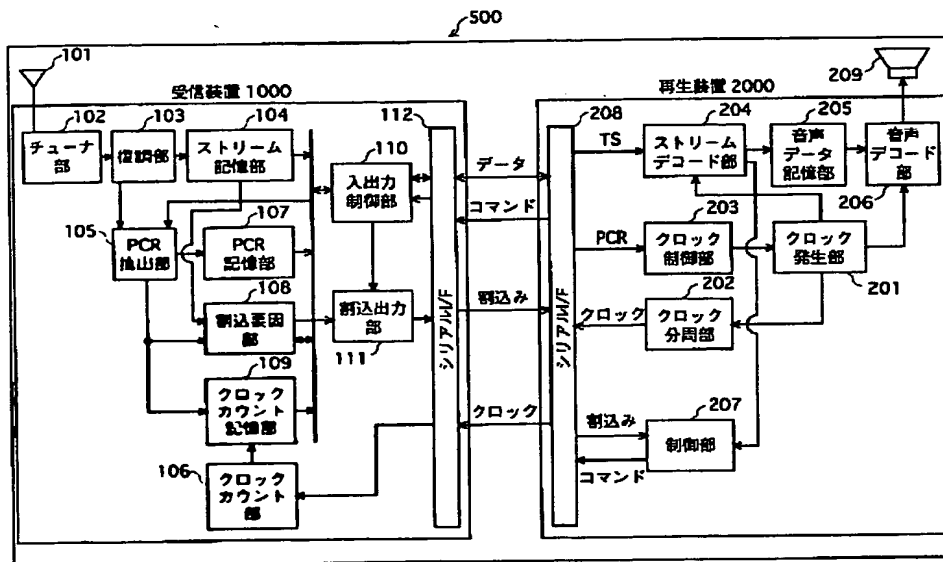 500
101
209
受信装置 1000
再生装置 2000
102
103
104
112
208
204
205
チューナ
部
復調部
ストリーム
記憶部
110
入出力
制御部
データ
コマンド
TS
ストリーム
デコード部
音声
データ
記憶部
音声
デコード
部
206
105
PCR
抽出部
107
PCR
記憶部
203
PCR
クロック
制御部
クロック
発生部
201
108
割込要因
部
割込出力
部
111
シリアルI/F
割込み
シリアルI/F
202
クロック
クロック
分周部
109
クロック
カウント
記憶部
クロック
割込み
207
制御部
コマンド
106
クロック
カウント
部